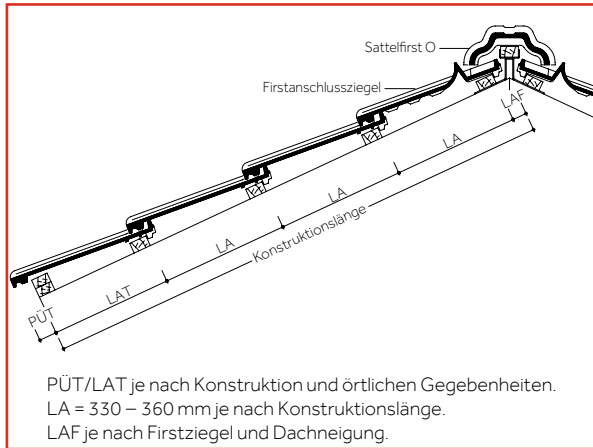 Sattelfirst O
Firstanschlussziegel
LAF
LA
LA
LA
Konstruktionslänge
LAT
PÜT
PÜT/LAT je nach Konstruktion und örtlichen Gegebenheiten.
LA = 330 – 360 mm je nach Konstruktionslänge.
LAF je nach Firstziegel und Dachneigung.